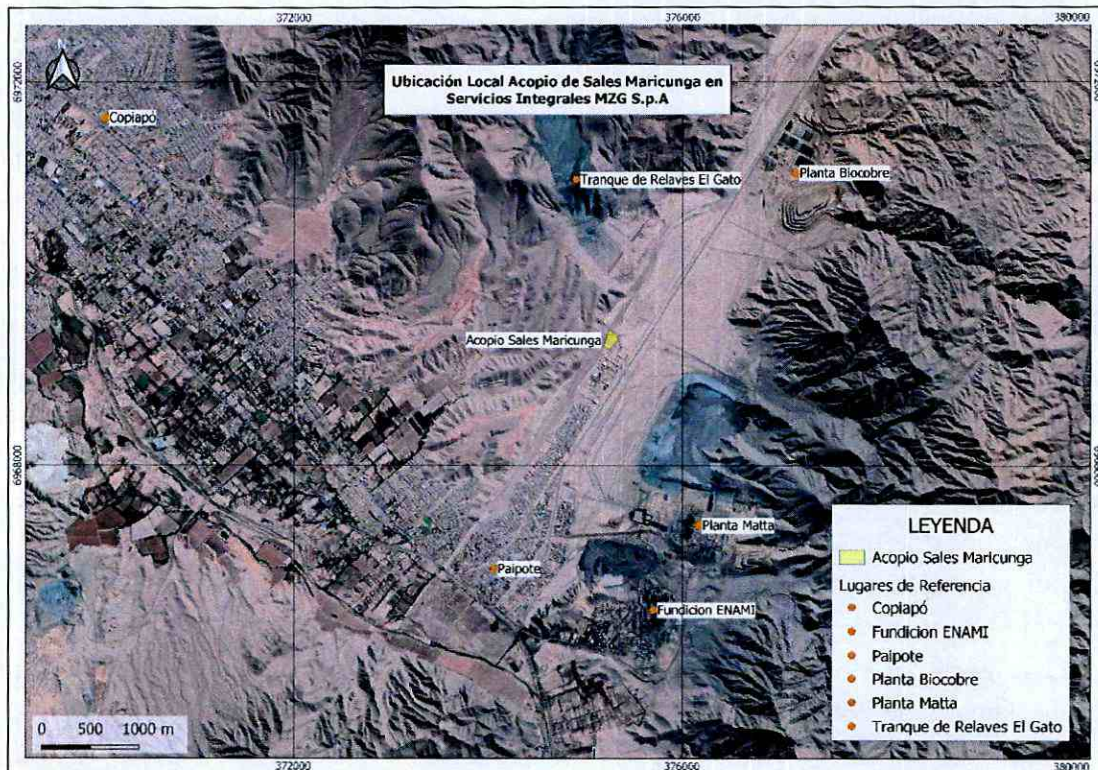 372000
376000
380000
6972000
6972000
N
Ubicación Local Acopio de Sales Maricunga en
Servicios Integrales MZG S.p.A
Copiapó
Planta Biocobre
Tranque de Relaves El Gato
Acopio Sales Maricunga
6968000
6968000
Planta Matta
Paipote
Fundicion ENAMI
LEYENDA
Acopio Sales Maricunga
Lugares de Referencia
Copiapó
Fundicion ENAMI
Paipote
Planta Biocobre
Planta Matta
Tranque de Relaves El Gato
0 500 1000 m
372000
376000
380000